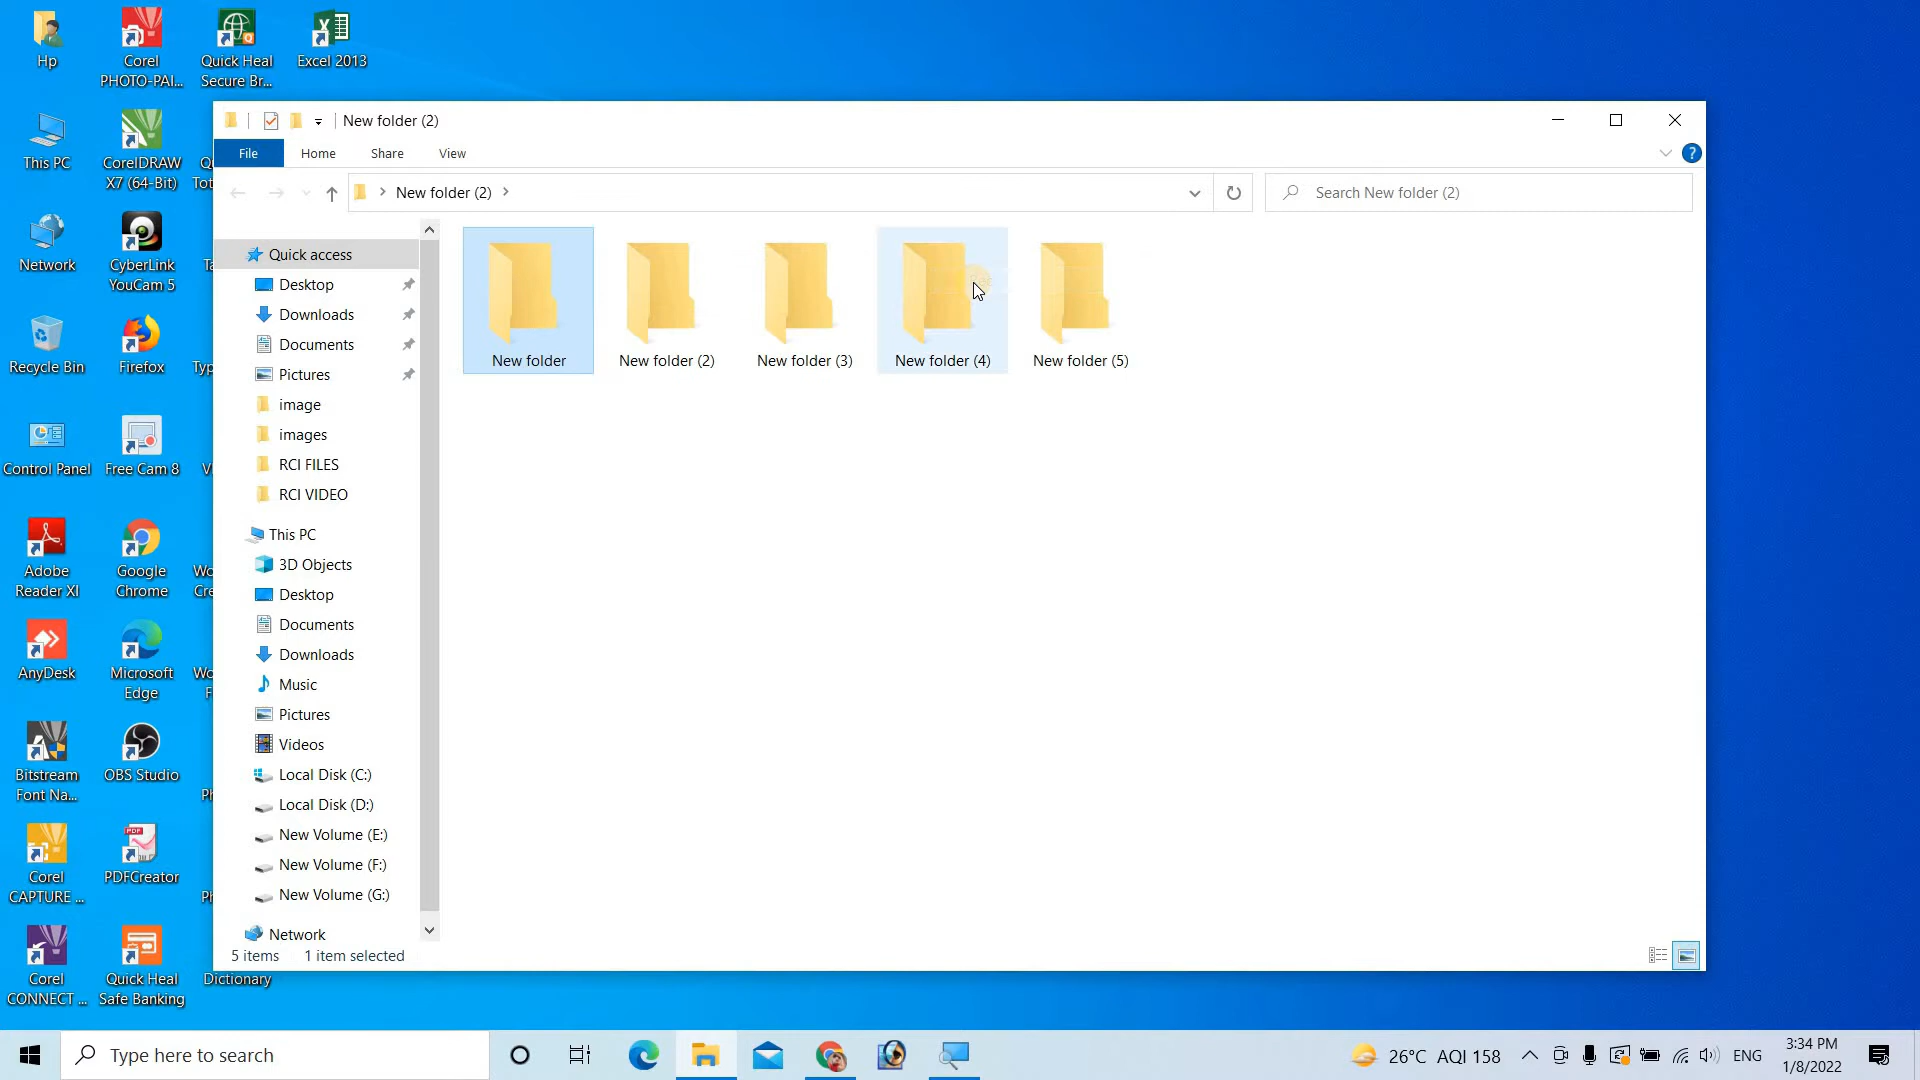 Hp
Corel
PHOTO-PAI...
Quick Heal
Secure Br...
Excel 2013
This PC
CorelDRAW
X7 (64-Bit)
Network
CyberLink
YouCam 5
Recycle Bin
Firefox
Control Panel
Free Cam 8
Adobe
Reader XI
Google
Chrome
AnyDesk
Microsoft
Edge
Bitstream
Font Na...
OBS Studio
Corel
CAPTURE ...
PDFCreator
Corel
CONNECT ...
Quick Heal
Safe Banking
Dictionary
New folder (2)
File
Home
Share
View
New folder (2)
Search New folder (2)
Quick access
Desktop
Downloads
Documents
Pictures
image
images
RCI FILES
RCI VIDEO
This PC
3D Objects
Desktop
Documents
Downloads
Music
Pictures
Videos
Local Disk (C:)
Local Disk (D:)
New Volume (E:)
New Volume (F:)
New Volume (G:)
Network
New folder
New folder (2)
New folder (3)
New folder (4)
New folder (5)
5 items
1 item selected
Type here to search
26°C AQI 158
ENG
3:34 PM
1/8/2022